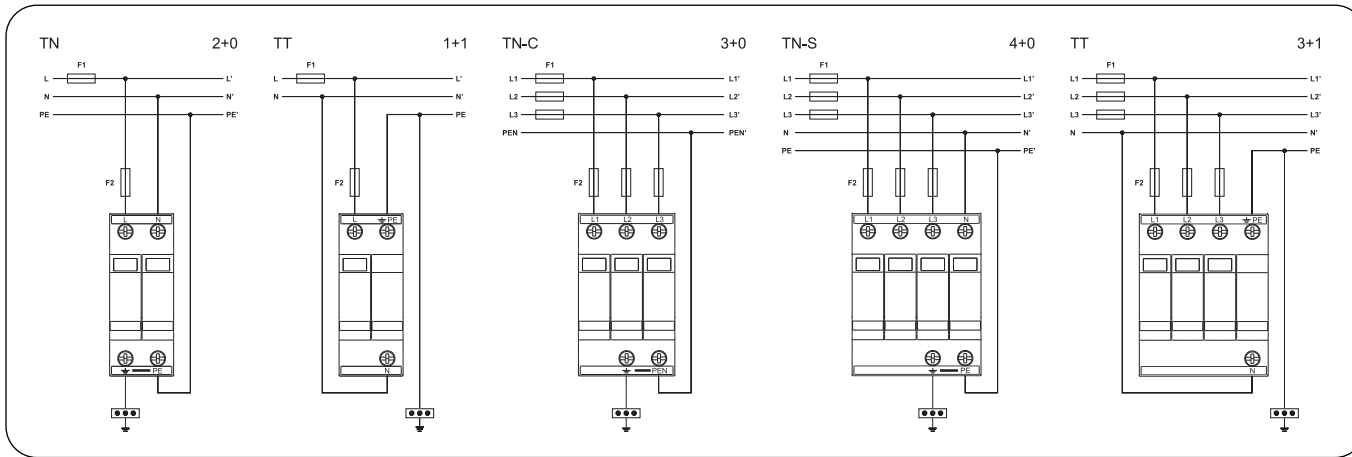 TN 2+0
F1
L L'
N N'
PE PE'
F2
L N
PE
TT 1+1
F1
L L'
N N'
PE
F2
L PE
N
TN-C 3+0
F1
L1 L1'
L2 L2'
L3 L3'
PEN PEN'
F2
L1 L2 L3
PEN
TN-S 4+0
F1
L1 L1'
L2 L2'
L3 L3'
N N'
PE PE'
F2
L1 L2 L3 N
PE
TT 3+1
F1
L1 L1'
L2 L2'
L3 L3'
N N'
PE
F2
L1 L2 L3 PE
N